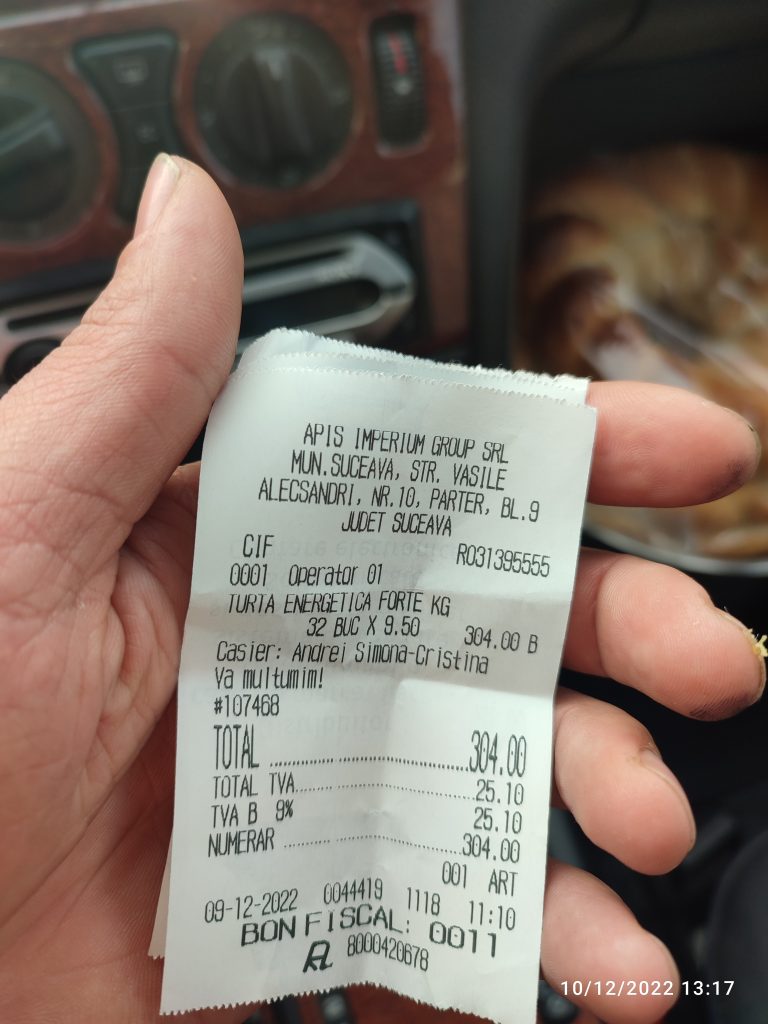 APIS IMPERIUM GROUP SRL
MUN.SUCEAVA, STR. VASILE
ALECSANDRI, NR.10, PARTER, BL.9
JUDET SUCEAVA
CIF RO31395555
0001 Operator 01
TURTA ENERGETICA FORTE KG
32 BUC X 9.50 304.00 B
Casier: Andrei Simona-Cristina
Va multumim!
#107468
TOTAL 304.00
TOTAL TVA 25.10
TVA B 9% 25.10
NUMERAR 304.00
001 ART
09-12-2022 0044419 1118 11:10
BON FISCAL: 0011
8000420678
10/12/2022 13:17